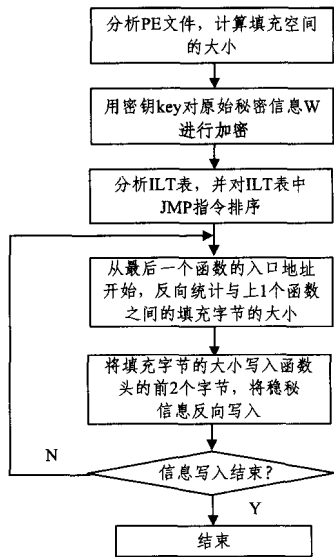 分析PE文件，计算填充空间
的大小
用密钥key对原始秘密信息W
进行加密
分析ILT表，并对ILT表中
JMP指令排序
从最后一个函数的入口地址
开始，反向统计与上1个函数
之间的填充字节的大小
将填充字节的大小写入函数
头的前2个字节，将稳秘
信息反向写入
N
信息写入结束？
Y
结束